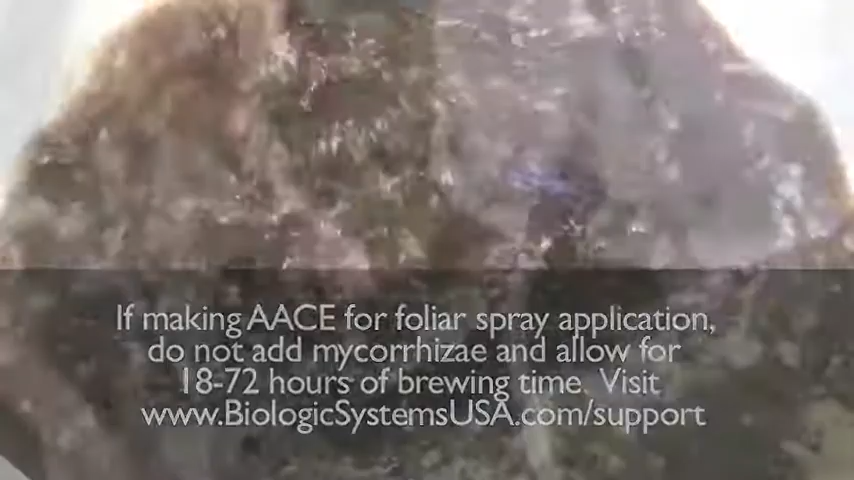 If making AACE for foliar spray application,
do not add mycorrhizae and allow for
18-72 hours of brewing time. Visit
www.BiologicSystemsUSA.com/support